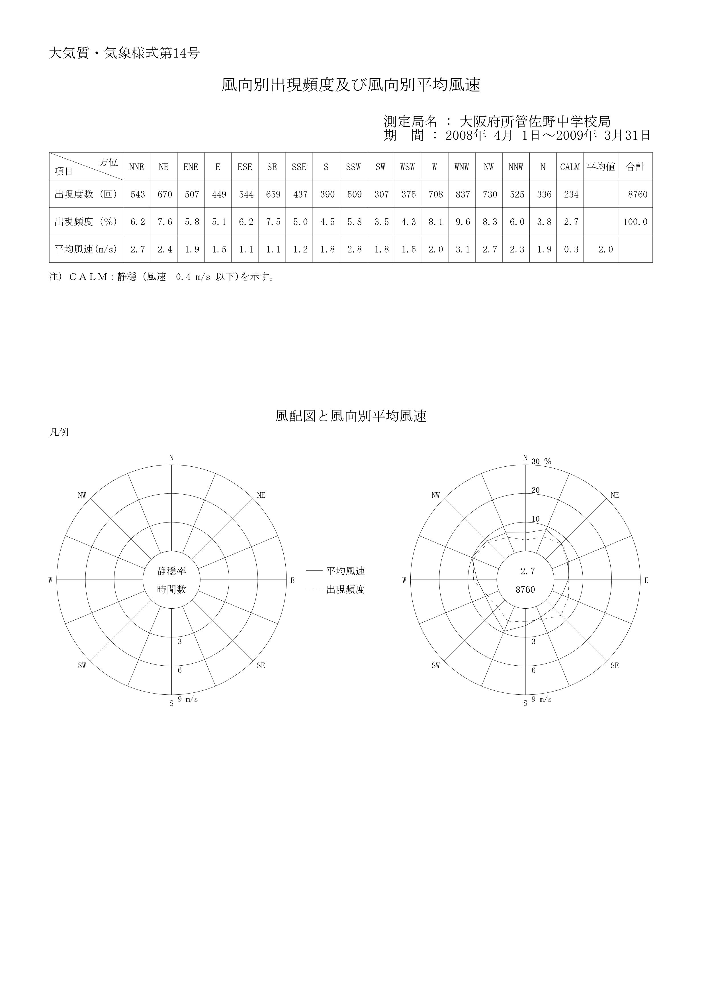 大気質・気象様式第14号
風向別出現頻度及び風向別平均風速
測定局名 ： 大阪府所管佐野中学校局
期　間 ： 2008年 4月 1日～2009年 3月31日
方位 項目 NNE NE ENE E ESE SE SSE S SSW SW WSW W WNW NW NNW N CALM 平均値 合計
出現度数 (回) 543 670 507 449 544 659 437 390 509 307 375 708 837 730 525 336 234 8760
出現頻度 (％) 6.2 7.6 5.8 5.1 6.2 7.5 5.0 4.5 5.8 3.5 4.3 8.1 9.6 8.3 6.0 3.8 2.7 100.0
平均風速(m/s) 2.7 2.4 1.9 1.5 1.1 1.1 1.2 1.8 2.8 1.8 1.5 2.0 3.1 2.7 2.3 1.9 0.3 2.0
注) ＣＡＬＭ：静穏 (風速　0.4 m/s 以下)を示す。
風配図と風向別平均風速
凡例
N
NW NE
静穏率
W E
時間数
3
SW SE
6
S 9 m/s
平均風速
出現頻度
N 30 %
20
NW NE
10
2.7
W E
8760
3
SW SE
6
S 9 m/s